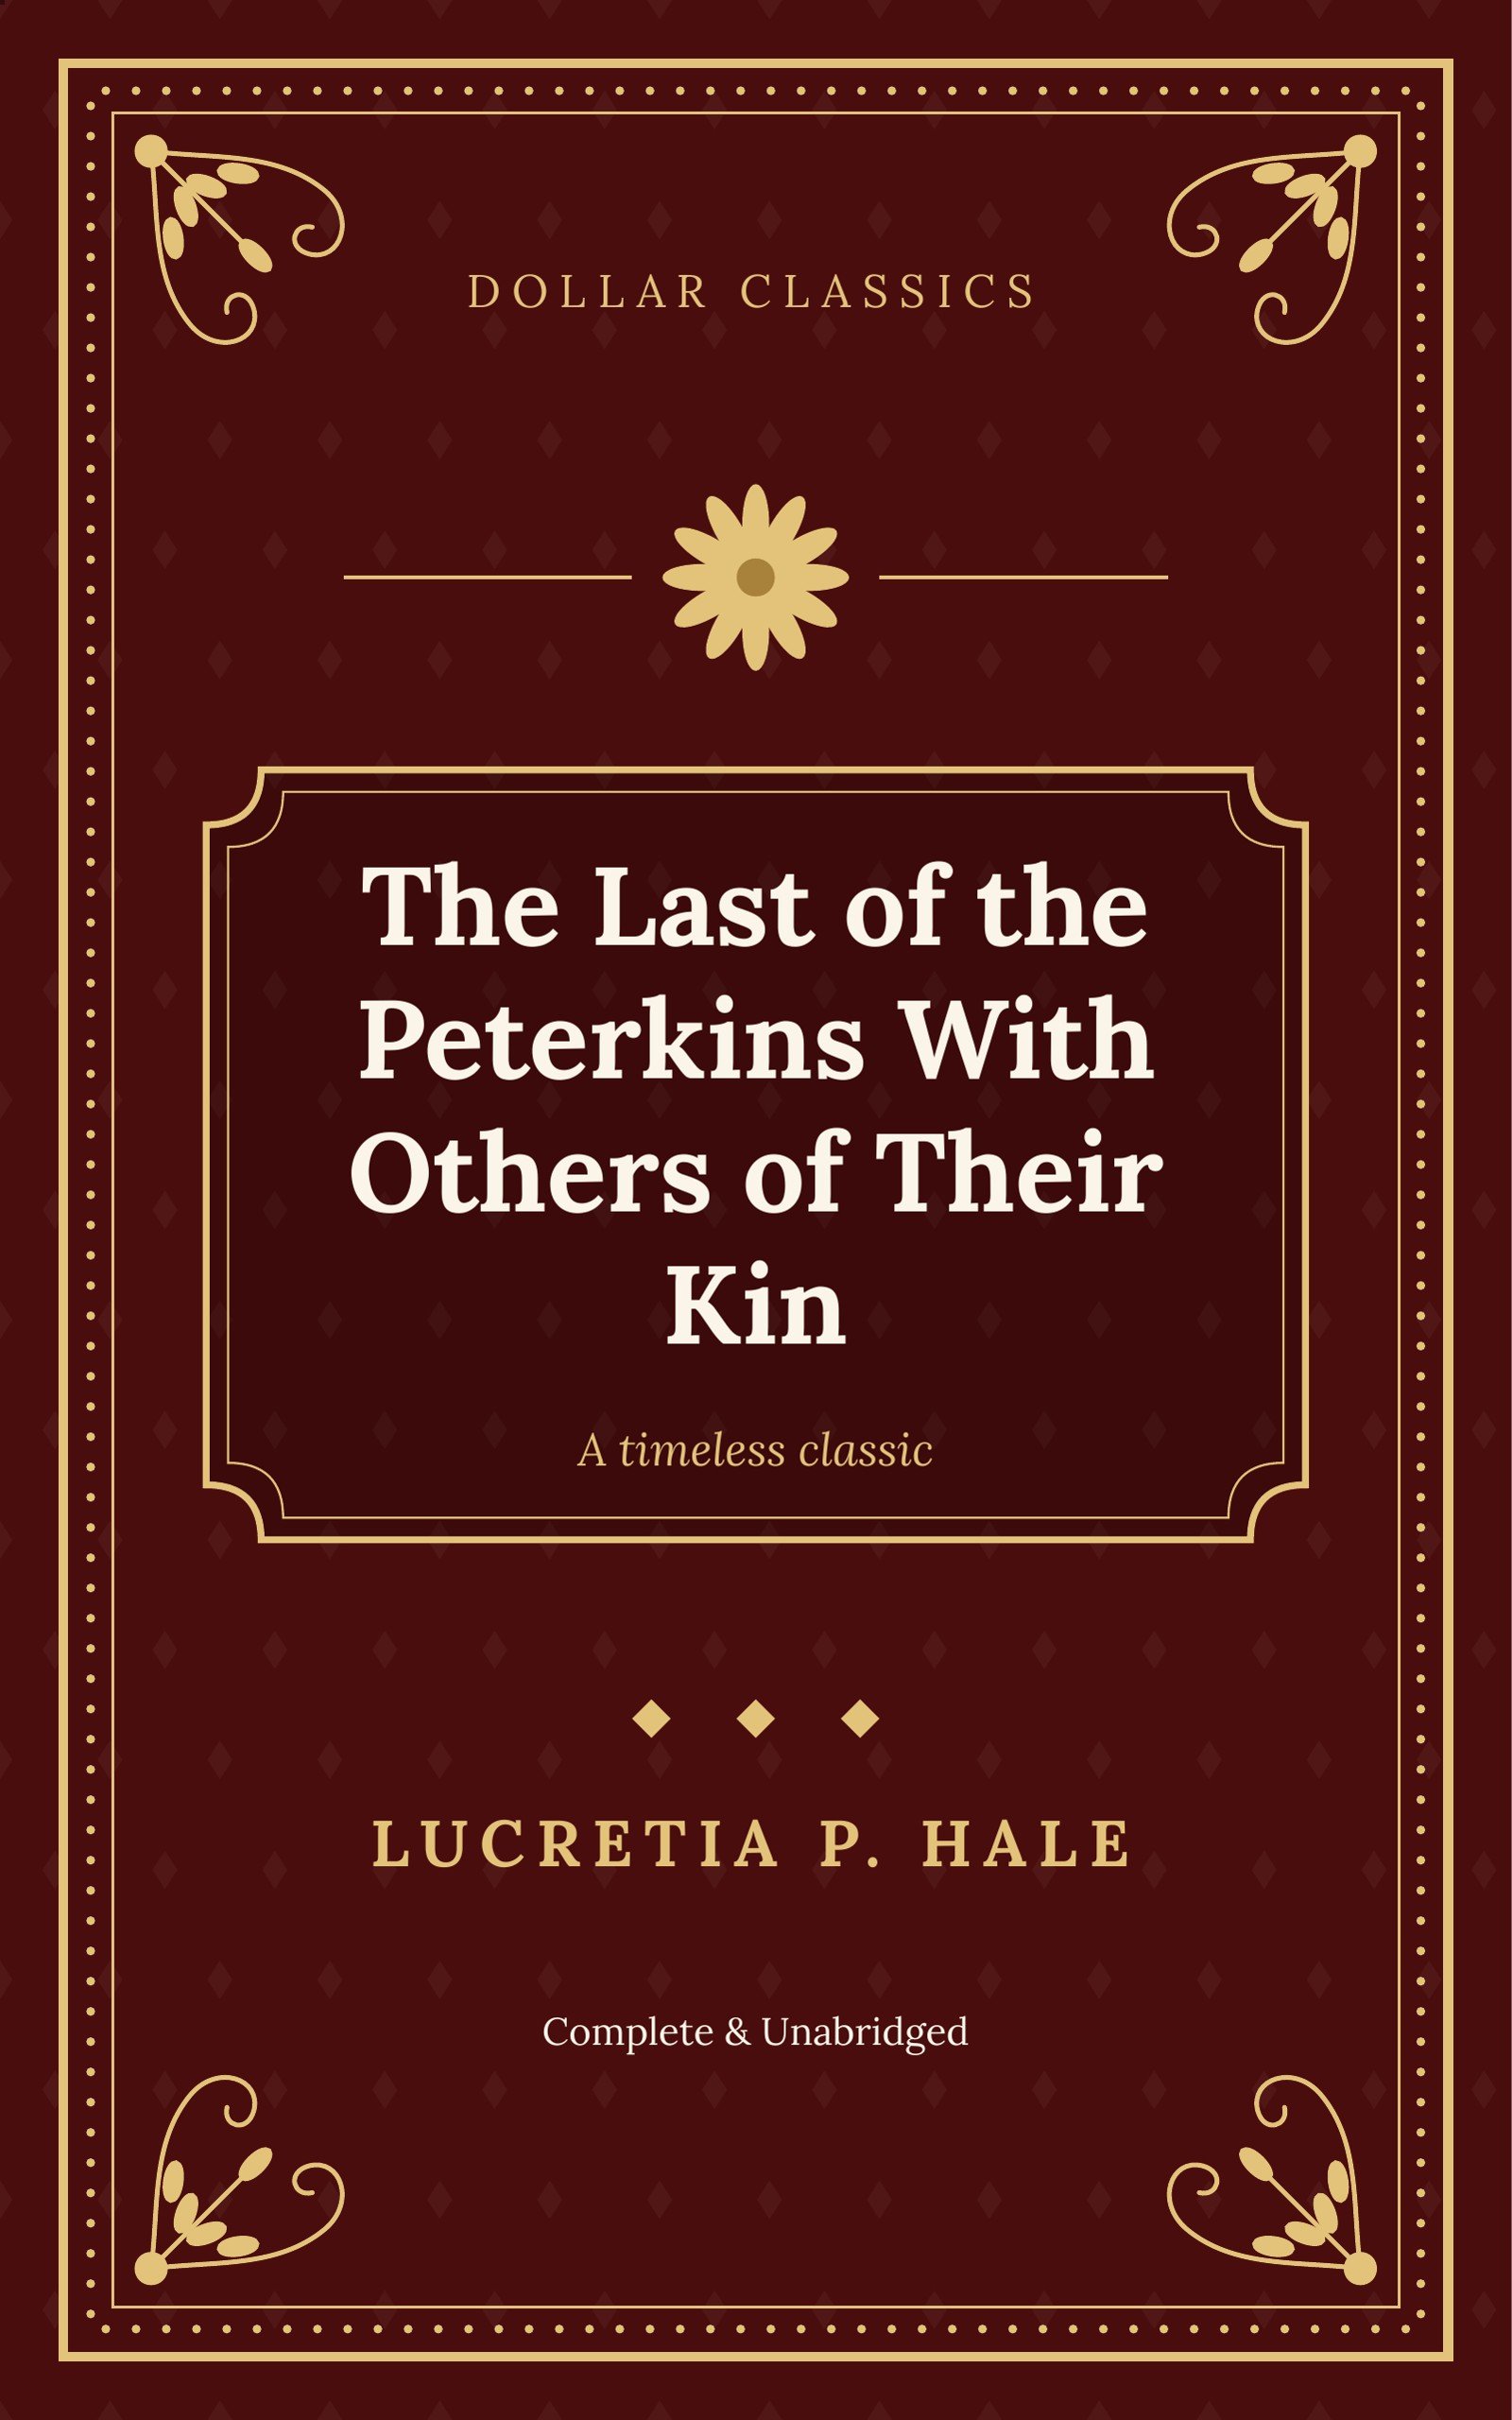 DOLLAR CLASSICS
The Last of the
Peterkins With
Others of Their
Kin
A timeless classic
LUCRETIA P. HALE
Complete & Unabridged